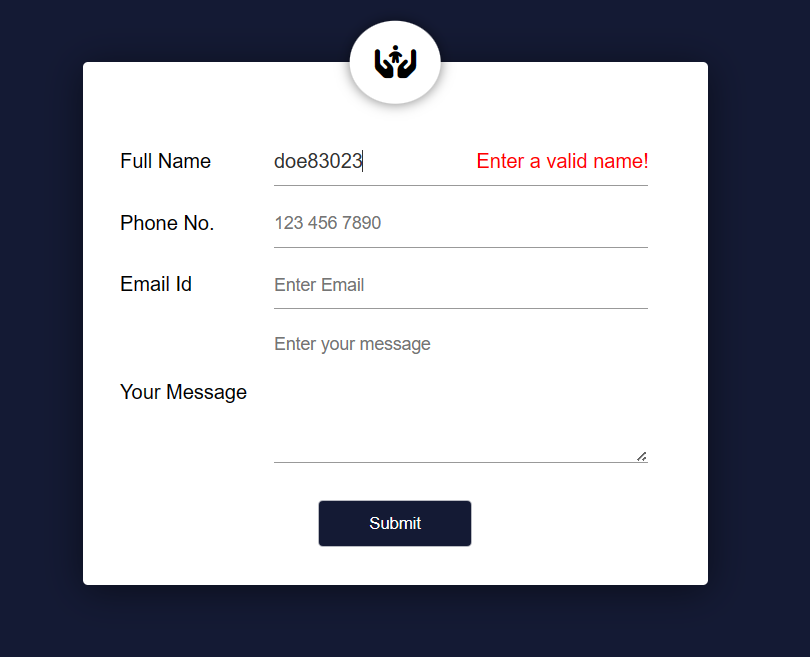 Full Name doe83023 Enter a valid name!
Phone No. 123 456 7890
Email Id Enter Email
Enter your message
Your Message
Submit